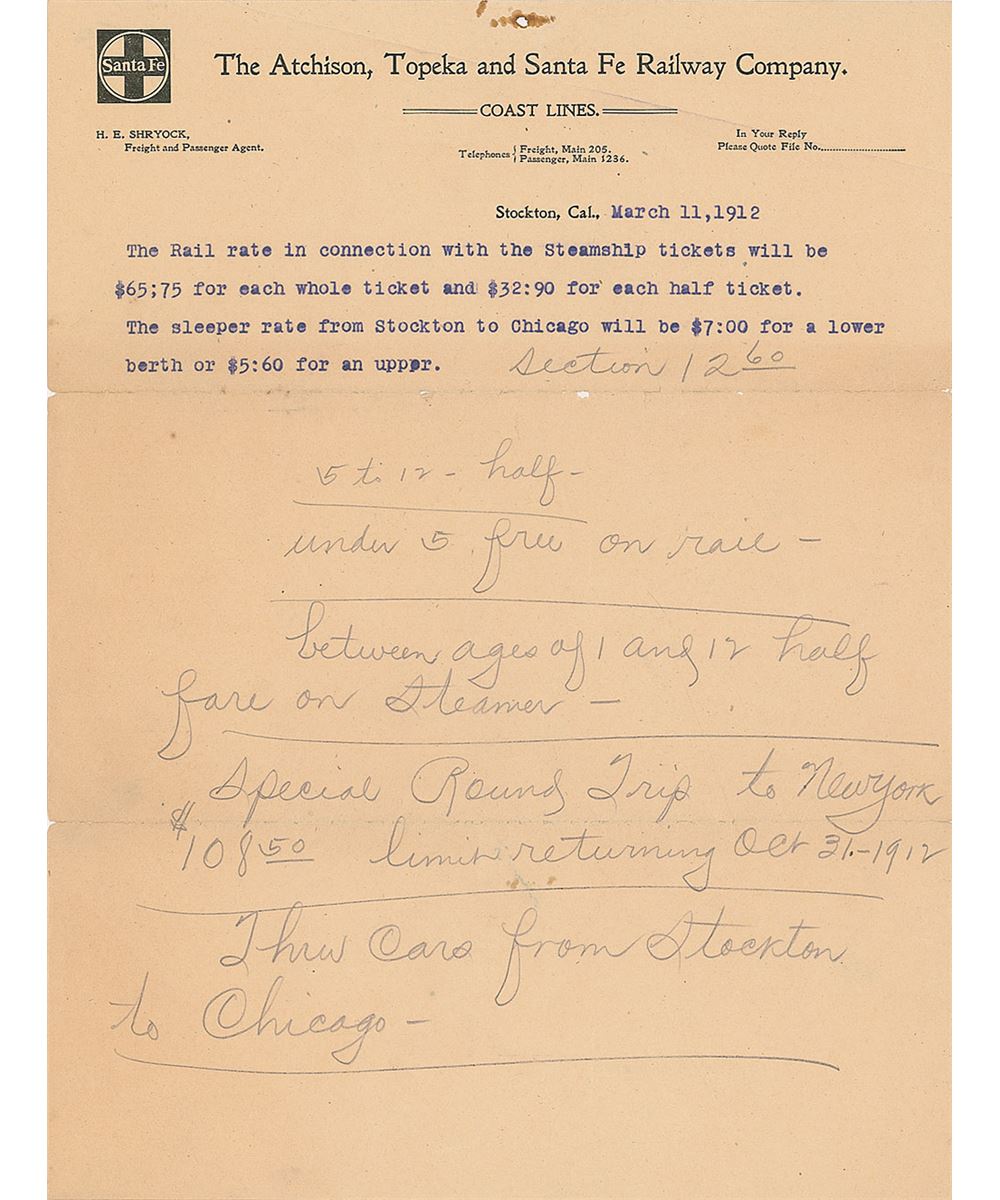 Santa Fe
The Atchison, Topeka and Santa Fe Railway Company.
COAST LINES.
H. E. SHRYOCK,
Freight and Passenger Agent.
Telephones { Freight, Main 205.
Passenger, Main 1236.
In Your Reply
Please Quote File No.........................
Stockton, Cal., March 11,1912
The Rail rate in connection with the Steamship tickets will be
$65;75 for each whole ticket and $32:90 for each half ticket.
The sleeper rate from Stockton to Chicago will be $7:00 for a lower
berth or $5:60 for an uppper. Section 12 60
5 to 12 - half -
under 5 free on rail -
between ages of 1 and 12 half
fare on Steamer -
Special Round Trip to New York
$108 50 limit returning Oct 31.-1912
Thru Cars from Stockton
to Chicago -